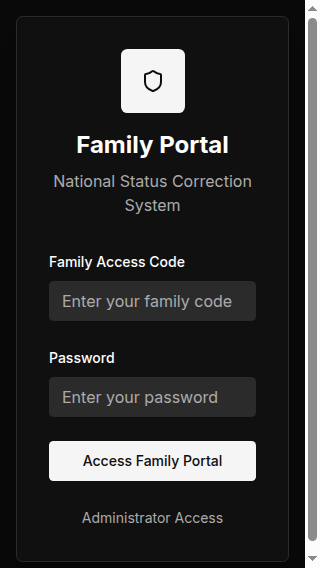 Family Portal
National Status Correction
System
Family Access Code
Enter your family code
Password
Enter your password
Access Family Portal
Administrator Access